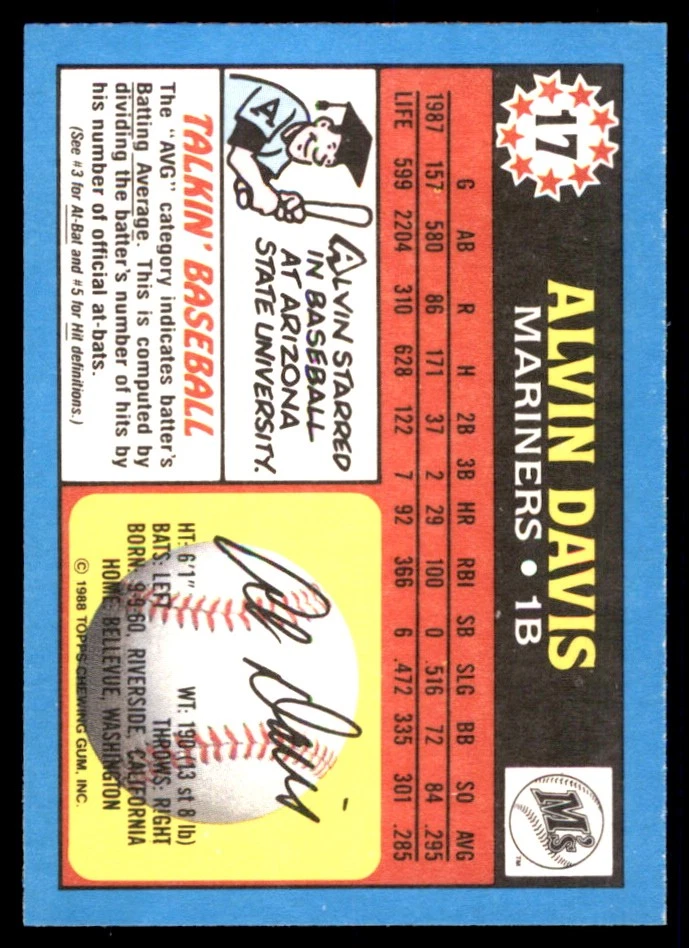 17
ALVIN DAVIS
MARINERS • 1B
M's
TM
G AB R H 2B 3B HR RBI SB SLG BB SO AVG
1987 157 580 86 171 37 2 29 100 0 .516 72 84 .295
LIFE 599 2204 310 628 122 7 92 366 6 .472 335 301 .285
A
ALVIN STARRED
IN BASEBALL
AT ARIZONA
STATE UNIVERSITY.
TALKIN' BASEBALL
The "AVG" category indicates batter's
Batting Average. This is computed by
dividing the batter's number of hits by
his number of official at-bats.
(See #3 for At-Bat and #5 for Hit definitions.)
Davis
HT: 6'1" WT: 190 (13 st 8 lb)
BATS: LEFT THROWS: RIGHT
BORN: 9-9-60, RIVERSIDE, CALIFORNIA
HOME: BELLEVUE, WASHINGTON
© 1988 TOPPS CHEWING GUM, INC.